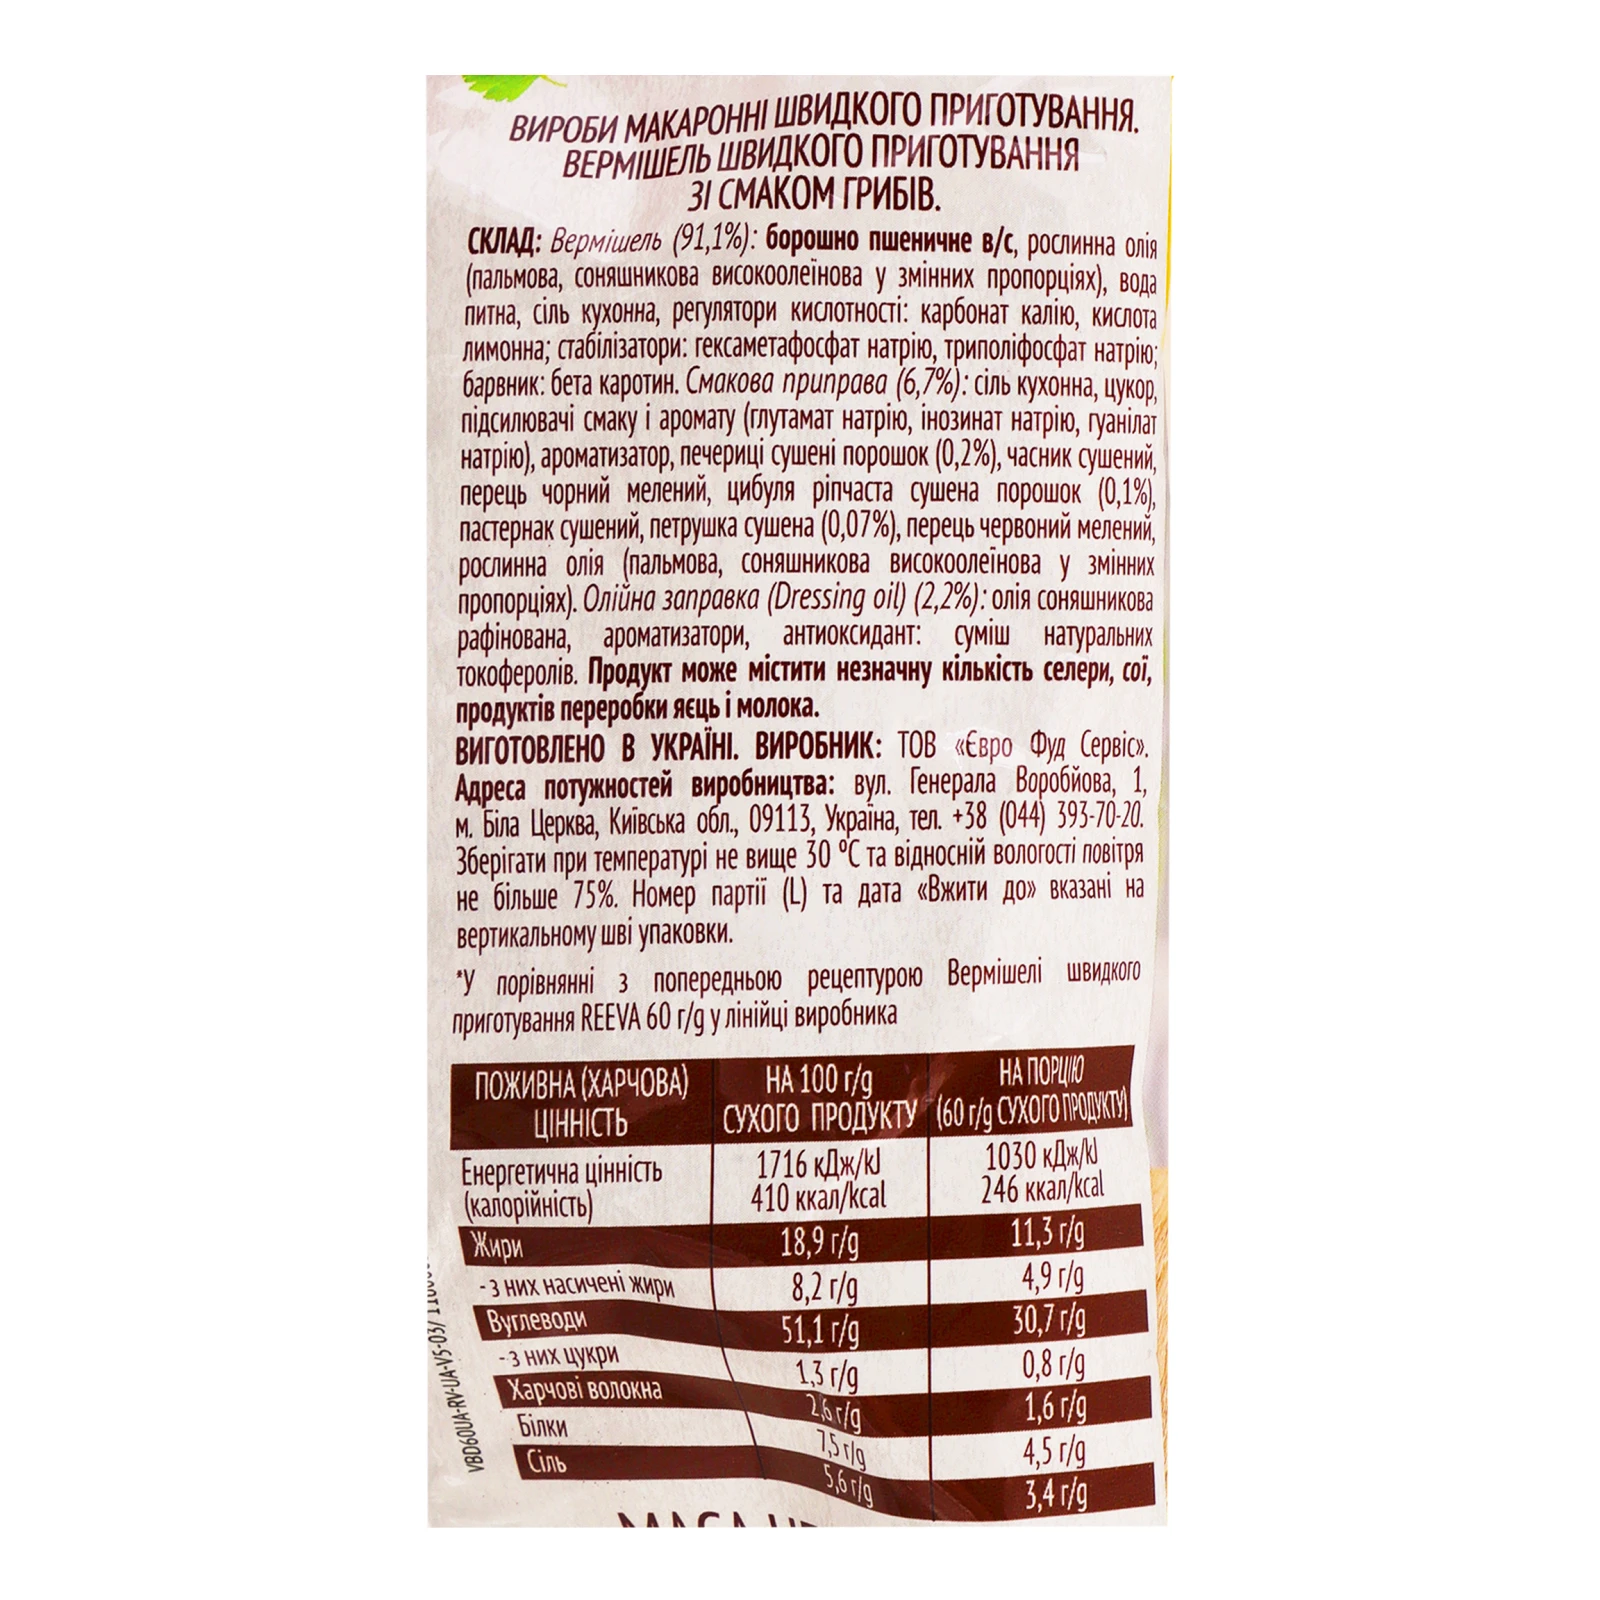 ВИРОБИ МАКАРОННІ ШВИДКОГО ПРИГОТУВАННЯ.
ВЕРМІШЕЛЬ ШВИДКОГО ПРИГОТУВАННЯ
ЗІ СМАКОМ ГРИБІВ.
СКЛАД: Вермішель (91,1%): борошно пшеничне в/с, рослинна олія
(пальмова, соняшникова високоолеїнова у змінних пропорціях), вода
питна, сіль кухонна, регулятори кислотності: карбонат калію, кислота
лимонна; стабілізатори: гексаметафосфат натрію, триполіфосфат натрію;
барвник: бета каротин. Смакова приправа (6,7%): сіль кухонна, цукор,
підсилювачі смаку і аромату (глутамат натрію, інозинат натрію, гуанілат
натрію), ароматизатор, печериці сушені порошок (0,2%), часник сушений,
перець чорний мелений, цибуля ріпчаста сушена порошок (0,1%),
пастернак сушений, петрушка сушена (0,07%), перець червоний мелений,
рослинна олія (пальмова, соняшникова високоолеїнова у змінних
пропорціях). Олійна заправка (Dressing oil) (2,2%): олія соняшникова
рафінована, ароматизатори, антиоксидант: суміш натуральних
токоферолів. Продукт може містити незначну кількість селери, сої,
продуктів переробки яєць і молока.
ВИГОТОВЛЕНО В УКРАЇНІ. ВИРОБНИК: ТОВ «Євро Фуд Сервіс».
Адреса потужностей виробництва: вул. Генерала Воробйова, 1,
м. Біла Церква, Київська обл., 09113, Україна, тел. +38 (044) 393-70-20.
Зберігати при температурі не вище 30 °С та відносній вологості повітря
не більше 75%. Номер партії (L) та дата «Вжити до» вказані на
вертикальному шві упаковки.
*У порівнянні з попередньою рецептурою Вермішелі швидкого
приготування REEVA 60 г/g у лінійці виробника
ПОЖИВНА (ХАРЧОВА) ЦІННІСТЬ НА 100 г/g СУХОГО ПРОДУКТУ НА ПОРЦІЮ (60 г/g СУХОГО ПРОДУКТУ)
Енергетична цінність 1716 кДж/kJ 1030 кДж/kJ
(калорійність) 410 ккал/kcal 246 ккал/kcal
Жири 18,9 г/g 11,3 г/g
- з них насичені жири 8,2 г/g 4,9 г/g
Вуглеводи 51,1 г/g 30,7 г/g
- з них цукри 1,3 г/g 0,8 г/g
Харчові волокна 2,6 г/g 1,6 г/g
Білки 7,5 г/g 4,5 г/g
Сіль 5,6 г/g 3,4 г/g
VBD60UA-RV-UA-V5-03/